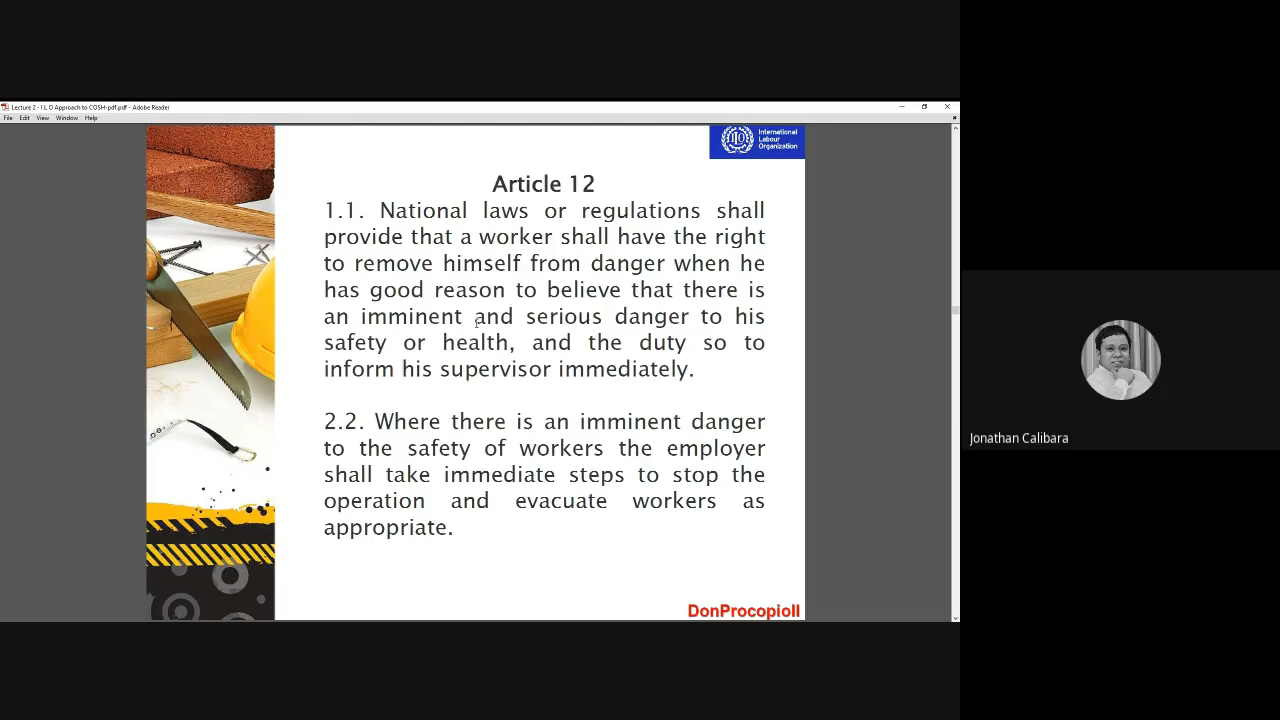 Lecture 2 - I L O Approach to COSH-pdf.pdf - Adobe Reader
File Edit View Window Help
International
Labour
Organization
Article 12
1.1. National laws or regulations shall
provide that a worker shall have the right
to remove himself from danger when he
has good reason to believe that there is
an imminent and serious danger to his
safety or health, and the duty so to
inform his supervisor immediately.
2.2. Where there is an imminent danger
to the safety of workers the employer
shall take immediate steps to stop the
operation and evacuate workers as
appropriate.
DonProcopioII
Jonathan Calibara